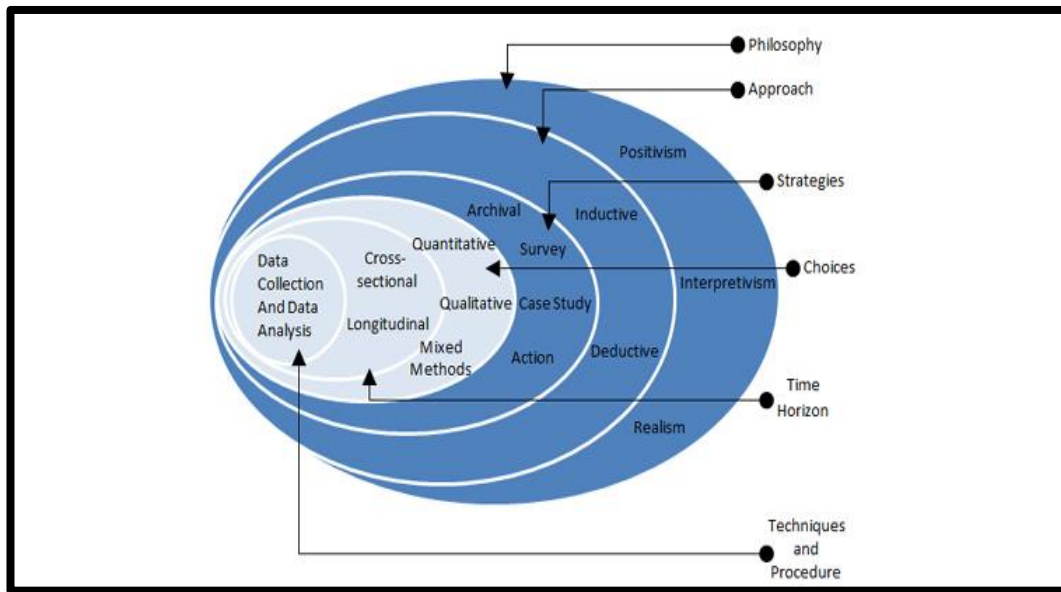 Philosophy
Approach
Positivism
Strategies
Archival
Inductive
Quantitative
Survey
Cross-
sectional
Choices
Data
Collection
And Data
Analysis
Interpretivism
Qualitative
Case Study
Longitudinal
Mixed
Methods
Action
Deductive
Time
Horizon
Realism
Techniques
and
Procedure